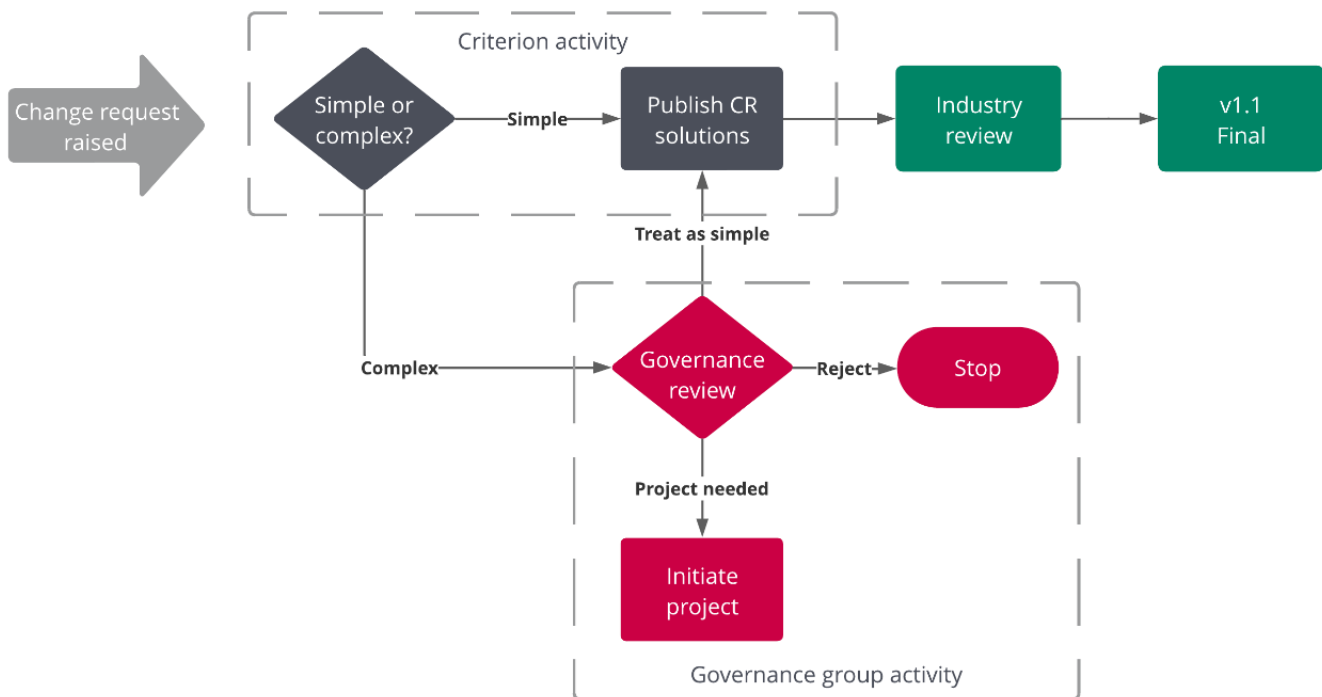 Criterion activity
Change request
raised
Simple or
complex?
Simple
Publish CR
solutions
Industry
review
v1.1
Final
Treat as simple
Complex
Governance
review
Reject
Stop
Project needed
Initiate
project
Governance group activity